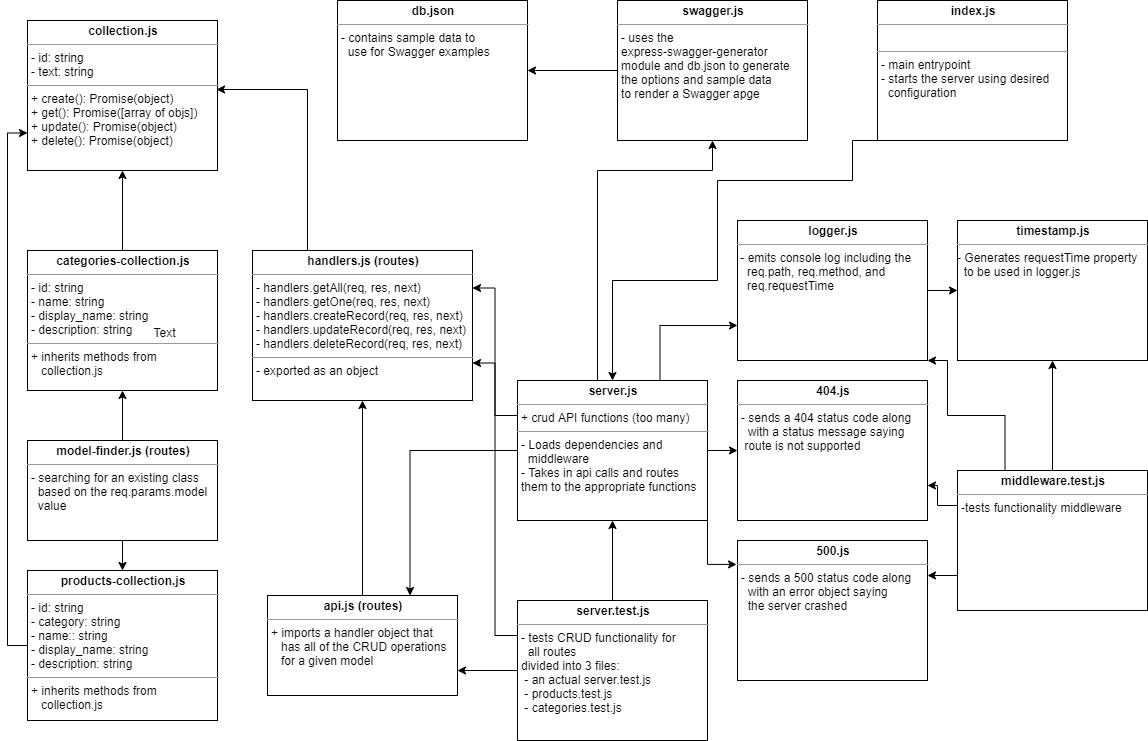 collection.js
- id: string
- text: string
+ create(): Promise(object)
+ get(): Promise([array of objs])
+ update(): Promise(object)
+ delete(): Promise(object)
db.json
- contains sample data to
use for Swagger examples
swagger.js
- uses the
express-swagger-generator
module and db.json to generate
the options and sample data
to render a Swagger apge
index.js
- main entrypoint
- starts the server using desired
configuration
categories-collection.js
- id: string
- name: string
- display_name: string
- description: string
Text
+ inherits methods from
collection.js
handlers.js (routes)
- handlers.getAll(req, res, next)
- handlers.getOne(req, res, next)
- handlers.createRecord(req, res, next)
- handlers.updateRecord(req, res, next)
- handlers.deleteRecord(req, res, next)
- exported as an object
logger.js
- emits console log including the
req.path, req.method, and
req.requestTime
timestamp.js
- Generates requestTime property
to be used in logger.js
server.js
+ crud API functions (too many)
- Loads dependencies and
middleware
- Takes in api calls and routes
them to the appropriate functions
404.js
- sends a 404 status code along
with a status message saying
route is not supported
model-finder.js (routes)
- searching for an existing class
based on the req.params.model
value
middleware.test.js
-tests functionality middleware
500.js
- sends a 500 status code along
with an error object saying
the server crashed
products-collection.js
- id: string
- category: string
- name:: string
- display_name: string
- description: string
+ inherits methods from
collection.js
api.js (routes)
+ imports a handler object that
has all of the CRUD operations
for a given model
server.test.js
- tests CRUD functionality for
all routes
divided into 3 files:
- an actual server.test.js
- products.test.js
- categories.test.js